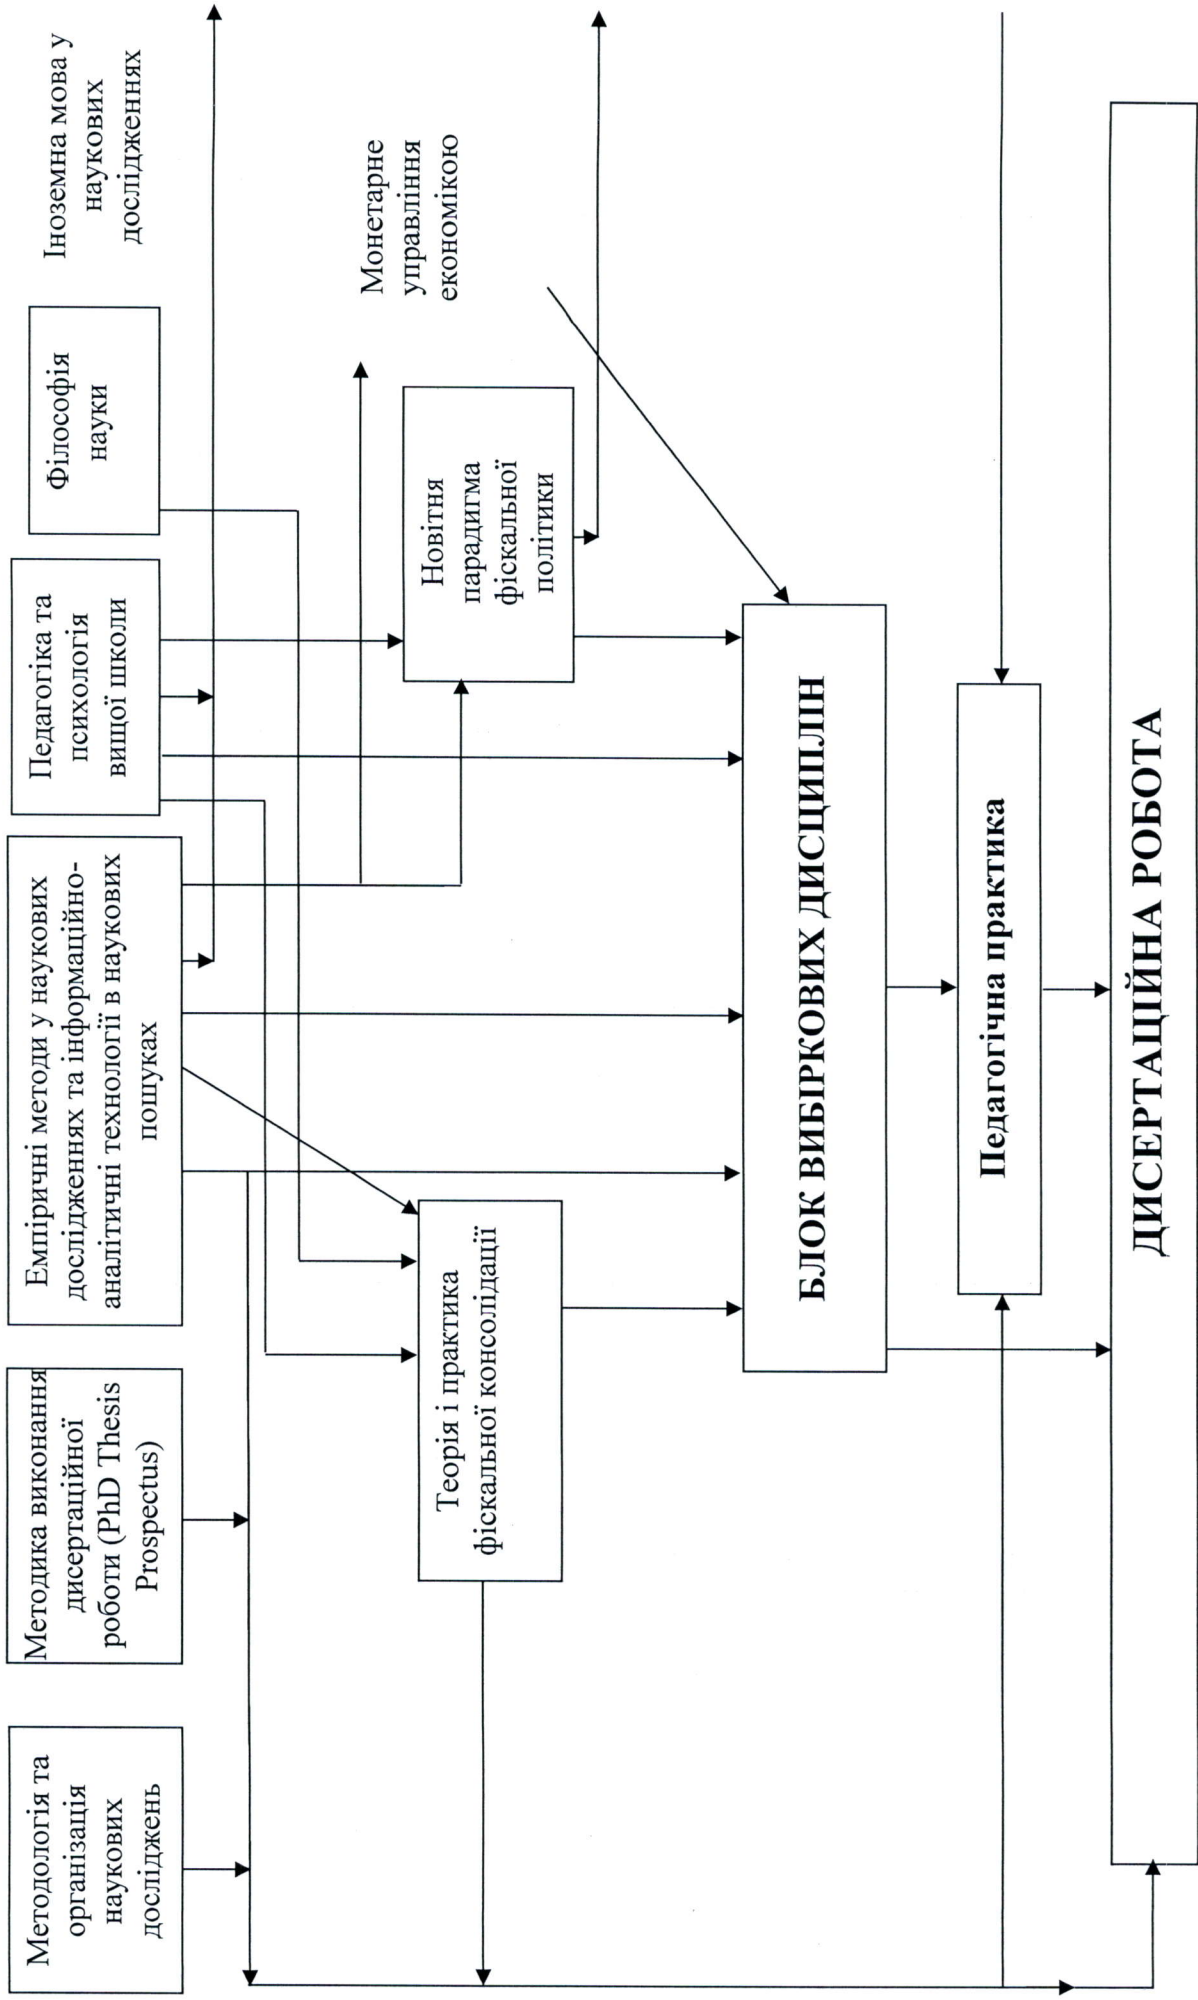 Методологія та
організація
наукових
досліджень
Методика виконання
дисертаційної
роботи (PhD Thesis
Prospectus)
Емпіричні методи у наукових
дослідженнях та інформаційно-
аналітичні технології в наукових
пошуках
Педагогіка та
психологія
вищої школи
Філософія
науки
Іноземна мова у
наукових
дослідженнях
Теорія і практика
фіскальної консолідації
Новітня
парадигма
фіскальної
політики
Монетарне
управління
економікою
БЛОК ВИБІРКОВИХ ДИСЦИПЛІН
Педагогічна практика
ДИСЕРТАЦІЙНА РОБОТА